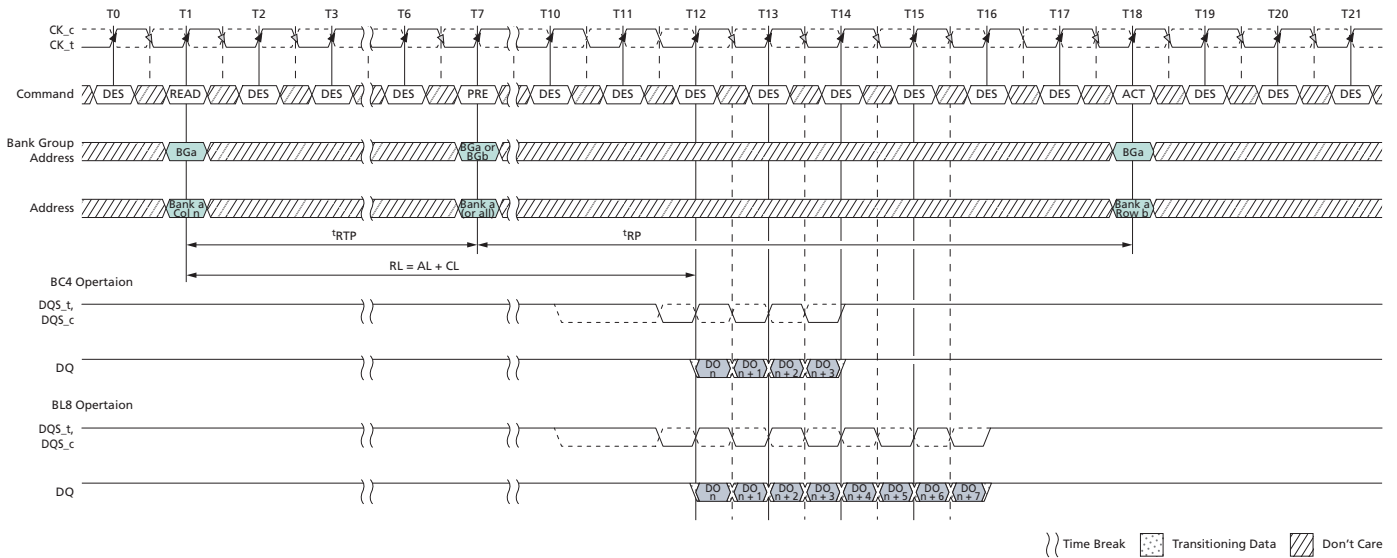 T0 T1 T2 T3 T6 T7 T10 T11 T12 T13 T14 T15 T16 T17 T18 T19 T20 T21
CK_c
CK_t
Command DES READ DES DES DES PRE DES DES DES DES DES DES DES DES ACT DES DES DES
Bank Group
Address
BGa
BGa or
BGb
BGa
Address
Bank a
Col n
Bank a
(or all)
Bank a
Row b
tRTP tRP
RL = AL + CL
BC4 Opertaion
DQS_t,
DQS_c
DQ
DO
n
DO
n + 1
DO
n + 2
DO
n + 3
BL8 Opertaion
DQS_t,
DQS_c
DQ
DO
n
DO
n + 1
DO
n + 2
DO
n + 3
DO
n + 4
DO
n + 5
DO
n + 6
DO
n + 7
Time Break Transitioning Data Don't Care